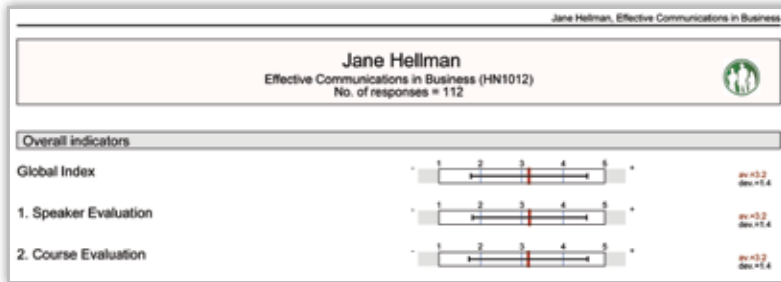 Jane Hellman, Effective Communications in Business
Jane Hellman
Effective Communications in Business (HN1012)
No. of responses = 112
Overall indicators
Global Index
- 1 2 3 4 5 +
av.=3.2
dev.=1.4
1. Speaker Evaluation
- 1 2 3 4 5 +
av.=3.2
dev.=1.4
2. Course Evaluation
- 1 2 3 4 5 +
av.=3.2
dev.=1.4